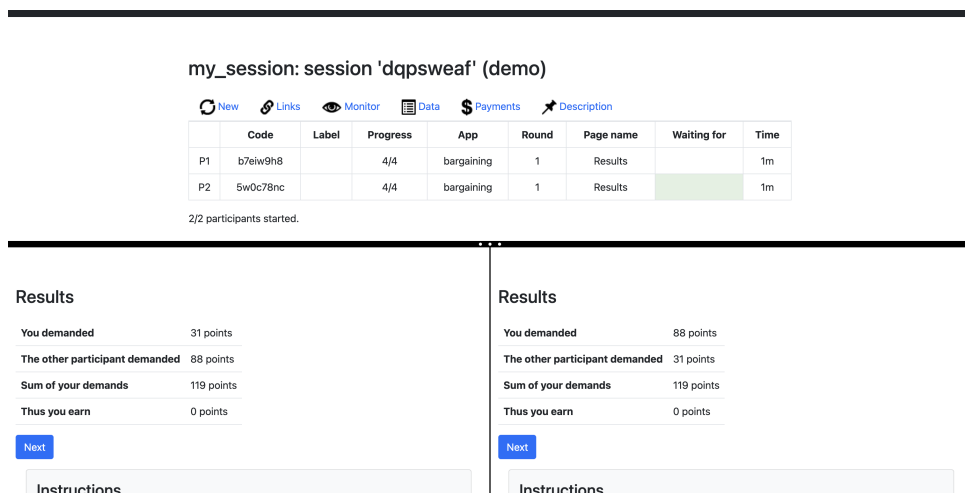 my_session: session 'dqpsweaf' (demo)
New Links Monitor Data Payments Description
Code Label Progress App Round Page name Waiting for Time
P1 b7eiw9h8 4/4 bargaining 1 Results 1m
P2 5w0c78nc 4/4 bargaining 1 Results 1m
2/2 participants started.
Results
You demanded 31 points
The other participant demanded 88 points
Sum of your demands 119 points
Thus you earn 0 points
Next
Instructions
Results
You demanded 88 points
The other participant demanded 31 points
Sum of your demands 119 points
Thus you earn 0 points
Next
Instructions